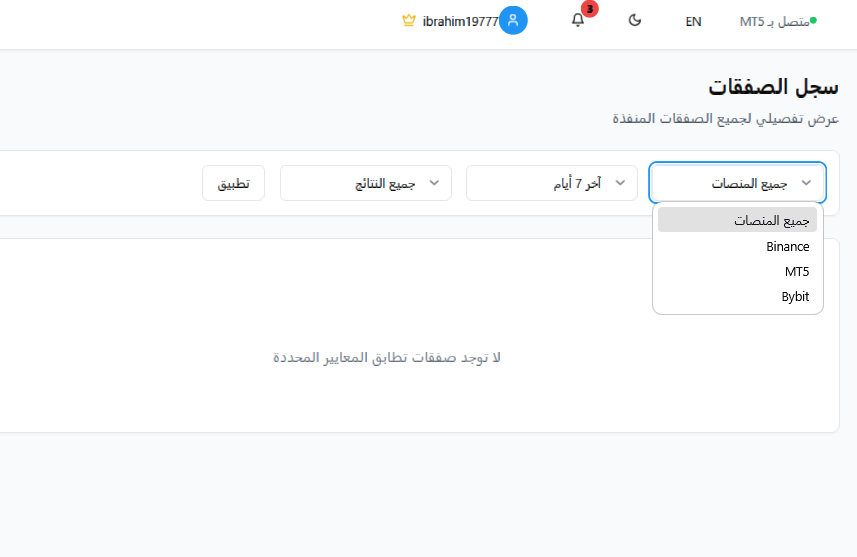 متصل بـ MT5
EN
3
ibrahim19777
سجل الصفقات
عرض تفصيلي لجميع الصفقات المنفذة
جميع المنصات
آخر 7 أيام
جميع النتائج
تطبيق
جميع المنصات
Binance
MT5
Bybit
لا توجد صفقات تطابق المعايير المحددة